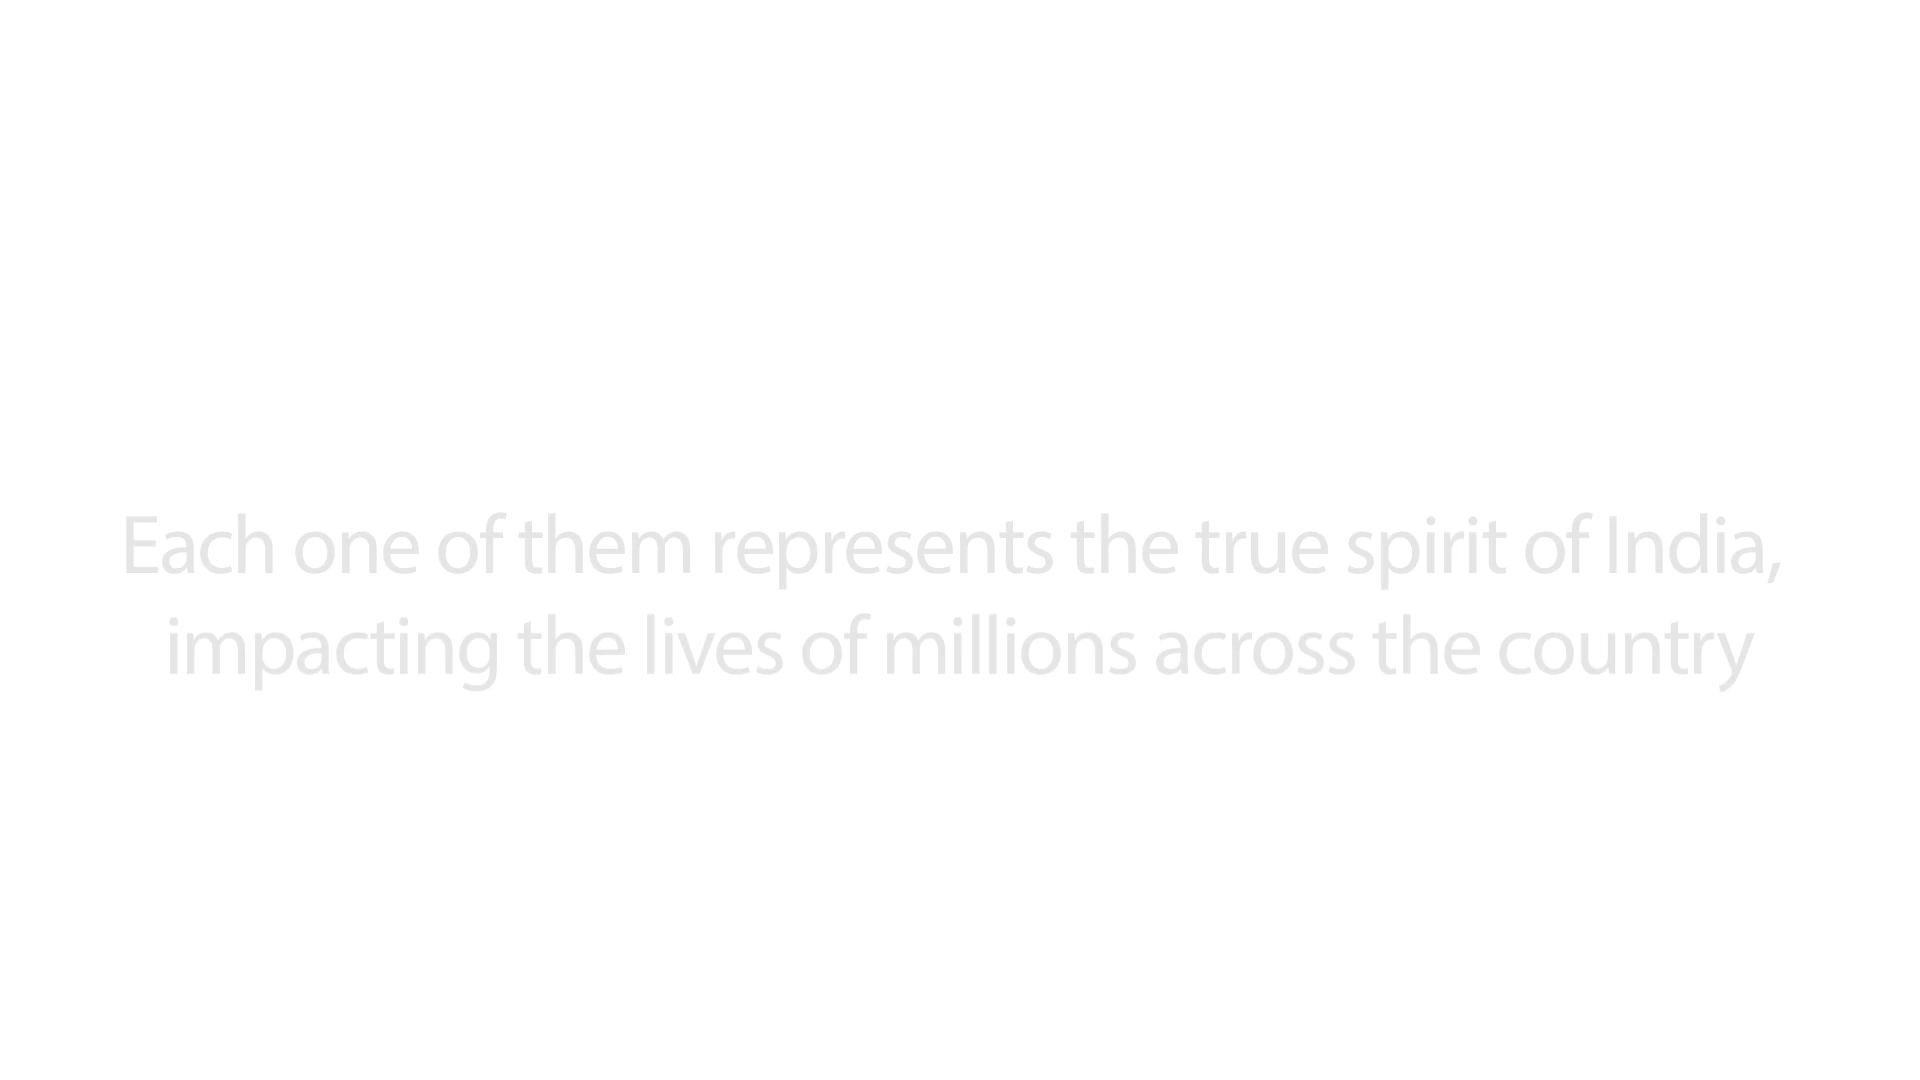 Each one of them represents the true spirit of India,
impacting the lives of millions across the country